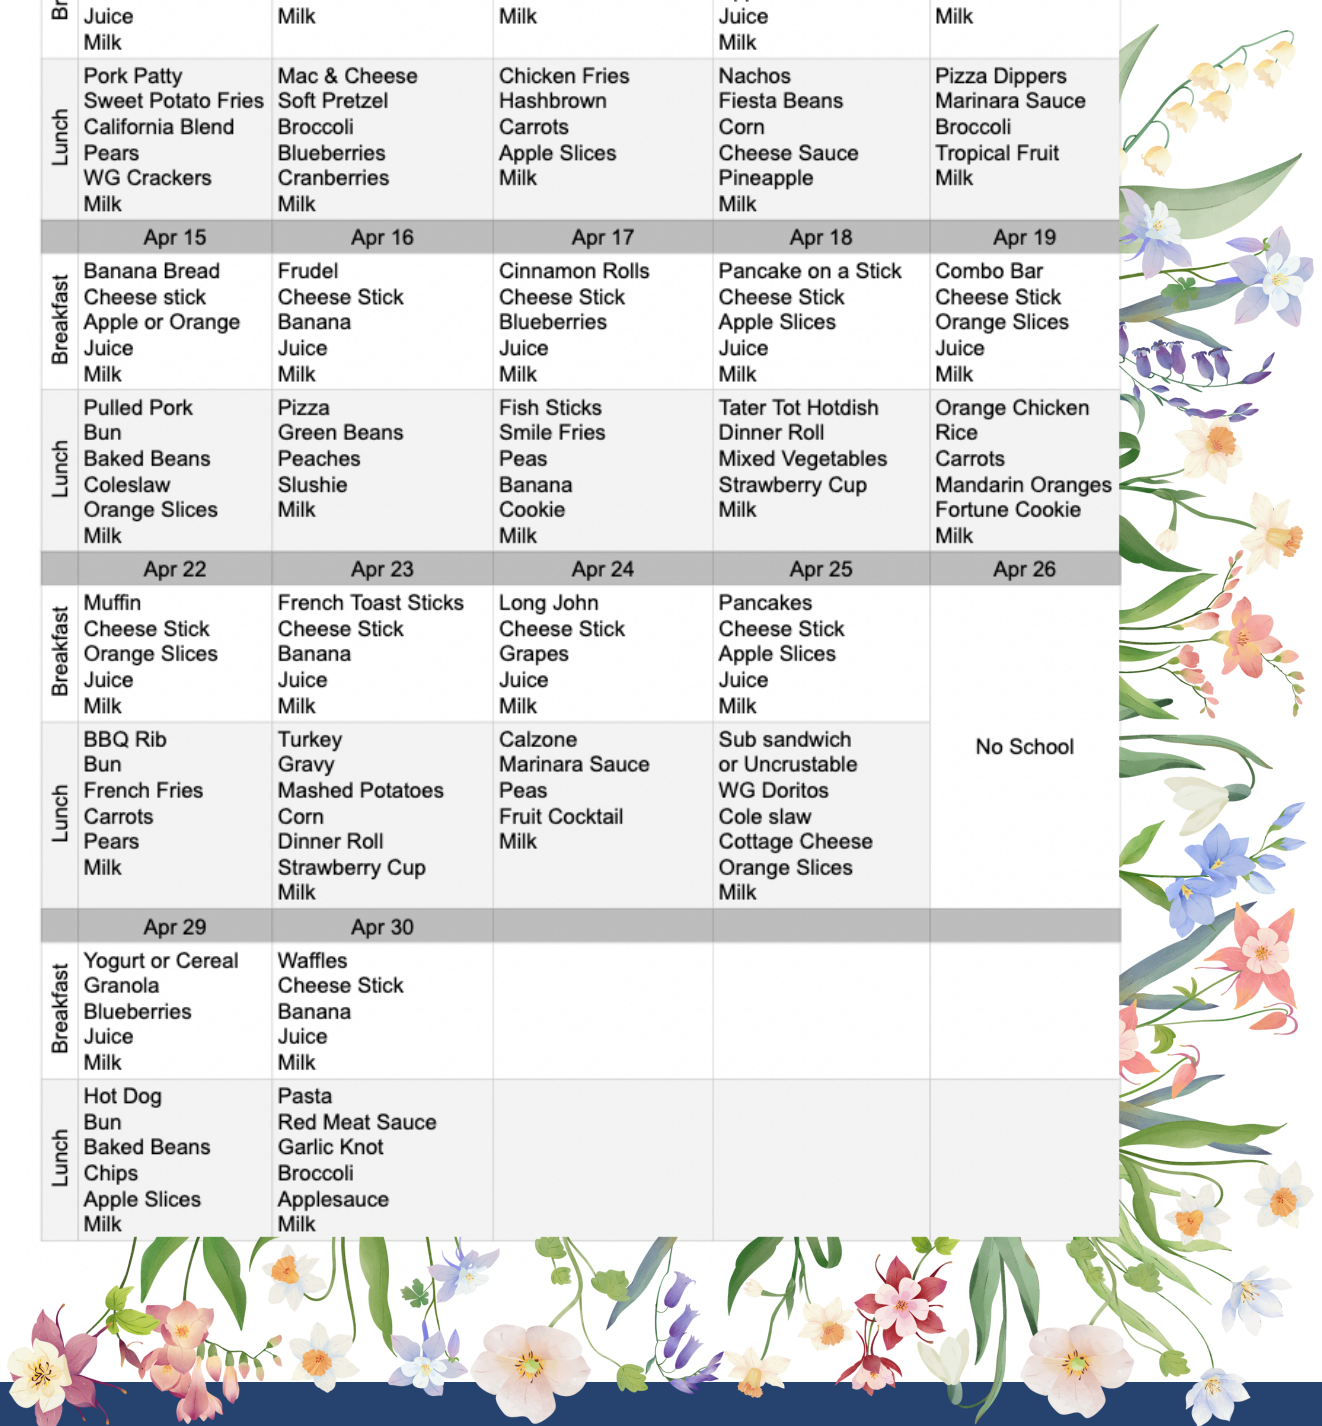 Br
Juice
Milk
Milk
Milk
Juice
Milk
Milk
Lunch
Pork Patty
Sweet Potato Fries
California Blend
Pears
WG Crackers
Milk
Mac & Cheese
Soft Pretzel
Broccoli
Blueberries
Cranberries
Milk
Chicken Fries
Hashbrown
Carrots
Apple Slices
Milk
Nachos
Fiesta Beans
Corn
Cheese Sauce
Pineapple
Milk
Pizza Dippers
Marinara Sauce
Broccoli
Tropical Fruit
Milk
Apr 15
Apr 16
Apr 17
Apr 18
Apr 19
Breakfast
Banana Bread
Cheese stick
Apple or Orange
Juice
Milk
Frudel
Cheese Stick
Banana
Juice
Milk
Cinnamon Rolls
Cheese Stick
Blueberries
Juice
Milk
Pancake on a Stick
Cheese Stick
Apple Slices
Juice
Milk
Combo Bar
Cheese Stick
Orange Slices
Juice
Milk
Lunch
Pulled Pork
Bun
Baked Beans
Coleslaw
Orange Slices
Milk
Pizza
Green Beans
Peaches
Slushie
Milk
Fish Sticks
Smile Fries
Peas
Banana
Cookie
Milk
Tater Tot Hotdish
Dinner Roll
Mixed Vegetables
Strawberry Cup
Milk
Orange Chicken
Rice
Carrots
Mandarin Oranges
Fortune Cookie
Milk
Apr 22
Apr 23
Apr 24
Apr 25
Apr 26
Breakfast
Muffin
Cheese Stick
Orange Slices
Juice
Milk
French Toast Sticks
Cheese Stick
Banana
Juice
Milk
Long John
Cheese Stick
Grapes
Juice
Milk
Pancakes
Cheese Stick
Apple Slices
Juice
Milk
No School
Lunch
BBQ Rib
Bun
French Fries
Carrots
Pears
Milk
Turkey
Gravy
Mashed Potatoes
Corn
Dinner Roll
Strawberry Cup
Milk
Calzone
Marinara Sauce
Peas
Fruit Cocktail
Milk
Sub sandwich
or Uncrustable
WG Doritos
Cole slaw
Cottage Cheese
Orange Slices
Milk
Apr 29
Apr 30
Breakfast
Yogurt or Cereal
Granola
Blueberries
Juice
Milk
Waffles
Cheese Stick
Banana
Juice
Milk
Lunch
Hot Dog
Bun
Baked Beans
Chips
Apple Slices
Milk
Pasta
Red Meat Sauce
Garlic Knot
Broccoli
Applesauce
Milk